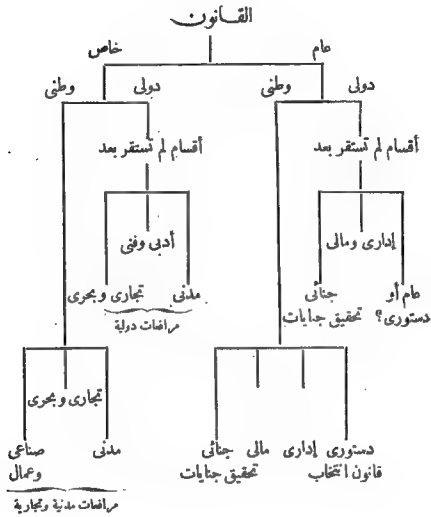 القانون
عام خاص
دولى وطنى دولى وطنى
أقسام لم تستقر بعد أقسام لم تستقر بعد
إدارى ومالى أدبى وفنى
عام أو جنائى مدنى تجارى وبحرى
دستورى؟ تحقيق جنايات مرافعات دولية
تجارى وبحرى
دستورى إدارى مالى جنائى مدنى صناعى
قانون انتخاب تحقيق جنايات وعمال
مرافعات مدنية وتجارية